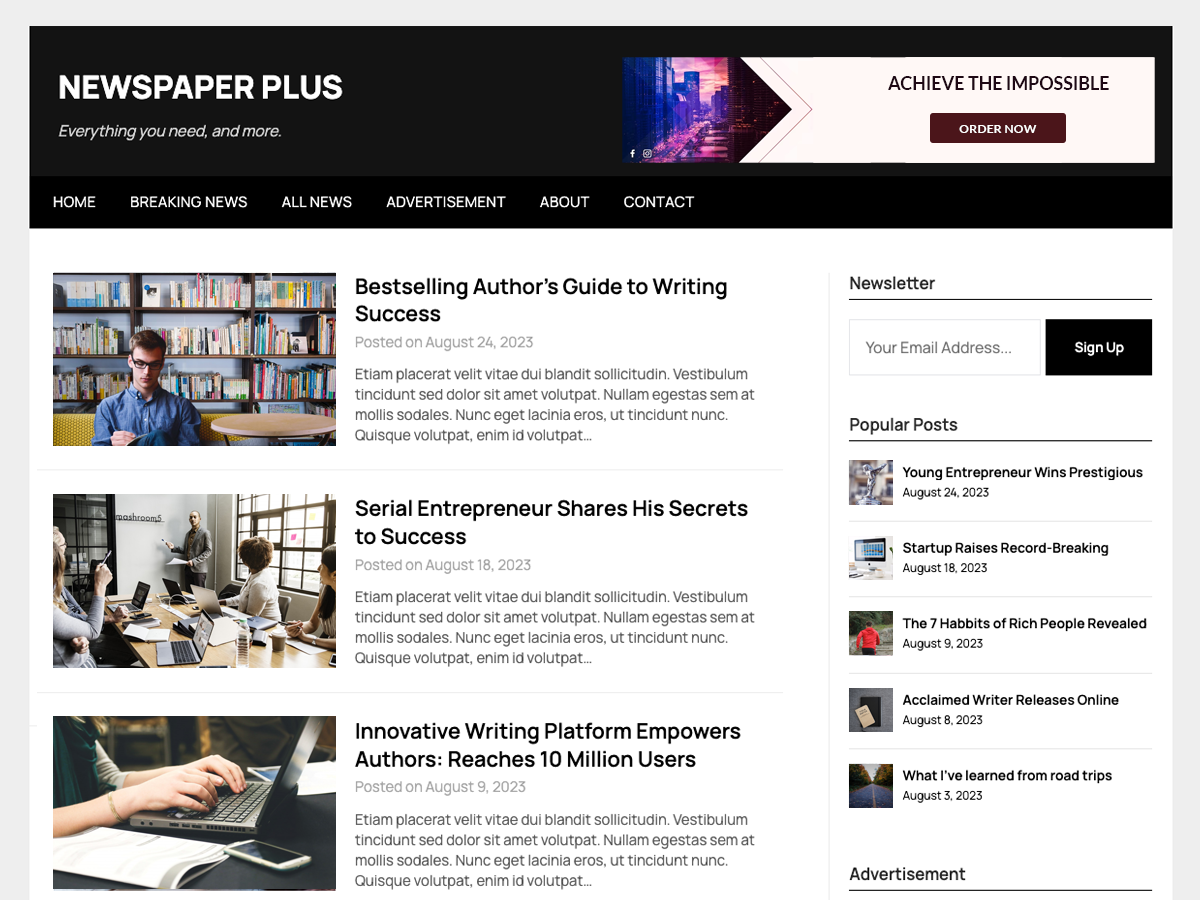 NEWSPAPER PLUS
Everything you need, and more.
ACHIEVE THE IMPOSSIBLE
ORDER NOW
HOME
BREAKING NEWS
ALL NEWS
ADVERTISEMENT
ABOUT
CONTACT
Bestselling Author’s Guide to Writing
Success
Posted on August 24, 2023
Etiam placerat velit vitae dui blandit sollicitudin. Vestibulum
tincidunt sed dolor sit amet volutpat. Nullam egestas sem at
mollis sodales. Nunc eget lacinia eros, ut tincidunt nunc.
Quisque volutpat, enim id volutpat…
mashroom5
Serial Entrepreneur Shares His Secrets
to Success
Posted on August 18, 2023
Etiam placerat velit vitae dui blandit sollicitudin. Vestibulum
tincidunt sed dolor sit amet volutpat. Nullam egestas sem at
mollis sodales. Nunc eget lacinia eros, ut tincidunt nunc.
Quisque volutpat, enim id volutpat…
Innovative Writing Platform Empowers
Authors: Reaches 10 Million Users
Posted on August 9, 2023
Etiam placerat velit vitae dui blandit sollicitudin. Vestibulum
tincidunt sed dolor sit amet volutpat. Nullam egestas sem at
mollis sodales. Nunc eget lacinia eros, ut tincidunt nunc.
Quisque volutpat, enim id volutpat…
Newsletter
Your Email Address...
Sign Up
Popular Posts
Young Entrepreneur Wins Prestigious
August 24, 2023
Startup Raises Record-Breaking
August 18, 2023
The 7 Habbits of Rich People Revealed
August 9, 2023
Acclaimed Writer Releases Online
August 8, 2023
What I’ve learned from road trips
August 3, 2023
Advertisement